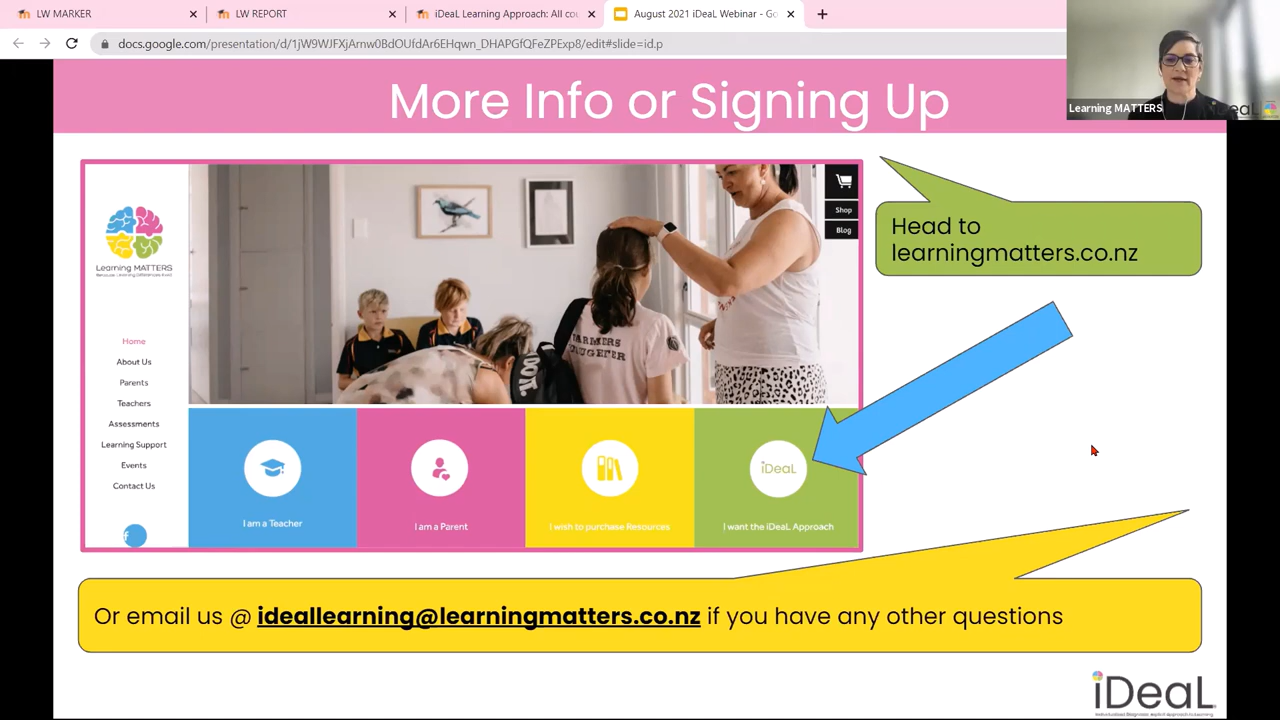 LW MARKER
LW REPORT
iDeaL Learning Approach: All cou
August 2021 iDeaL Webinar - Go
docs.google.com/presentation/d/1jW9WJFXjArnw0BdOUfdAr6EHqwn_DHAPGfQFeZPExp8/edit#slide=id.p
Learning MATTERS
iDeaL
More Info or Signing Up
Shop
Blog
Learning MATTERS
Home
About Us
Parents
Teachers
Assessments
Learning Support
Events
Contact Us
I am a Teacher
I am a Parent
I wish to purchase Resources
iDeaL
I want the iDeaL Approach
Head to
learningmatters.co.nz
Or email us @ ideallearning@learningmatters.co.nz if you have any other questions
iDeaL